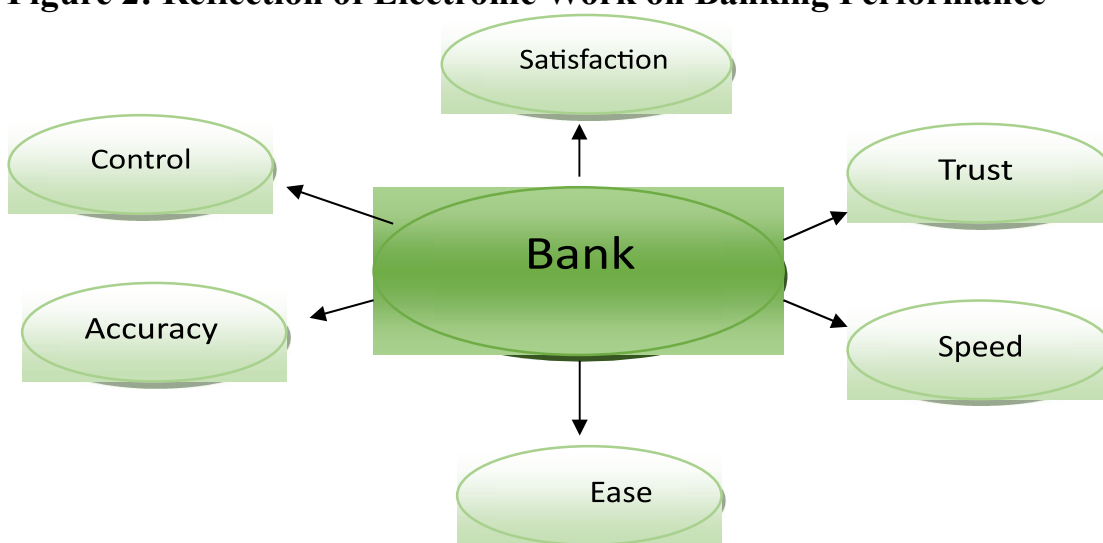 Figure 2: Reflection of Electronic Work on Banking Performance
Satisfaction
Control
Trust
Bank
Accuracy
Speed
Ease